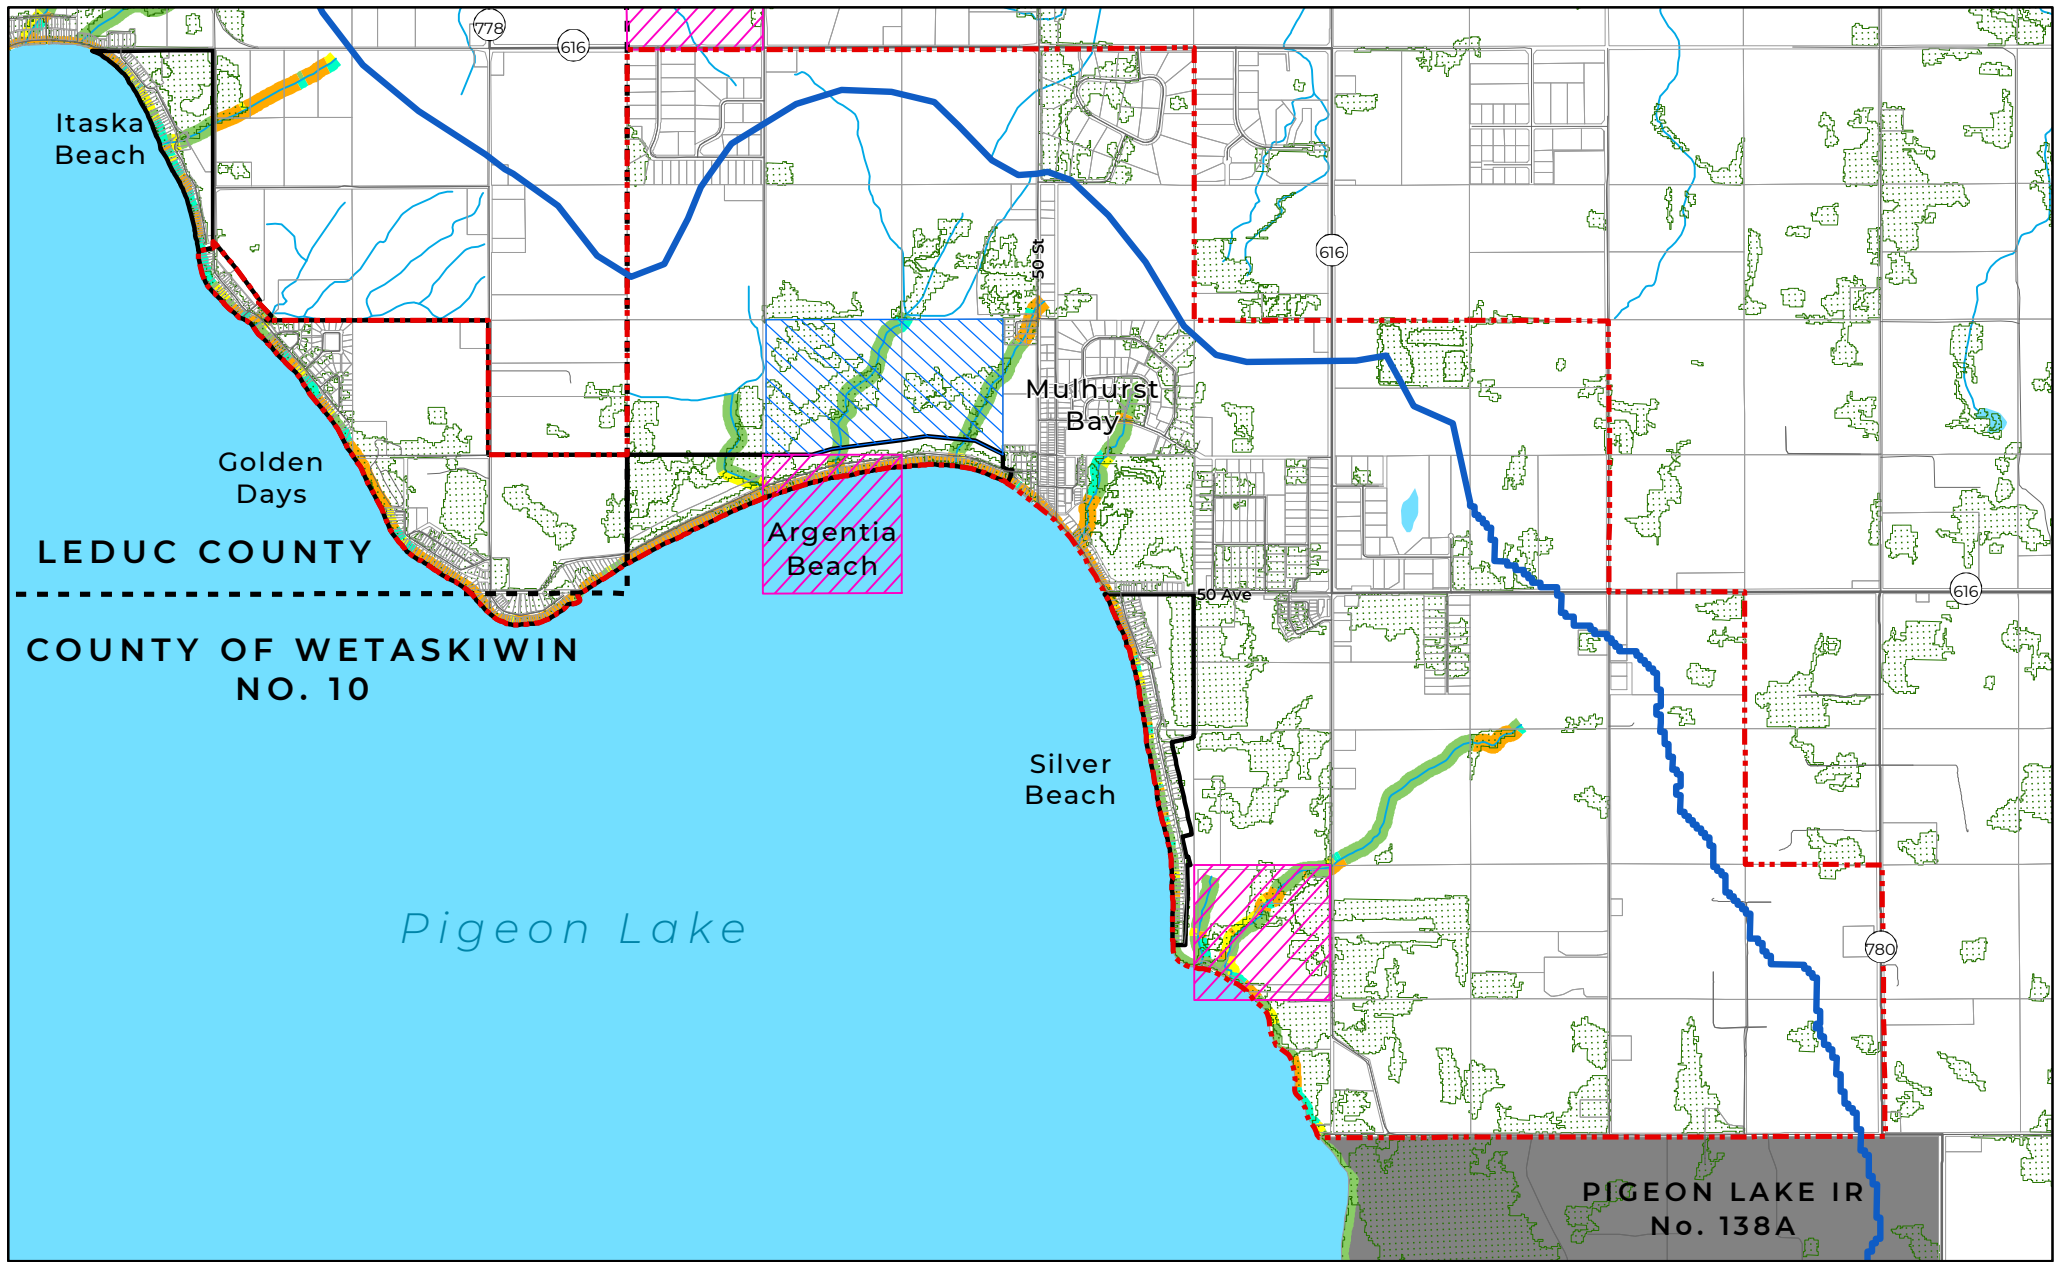 778
616
Itaska
Beach
50 St
616
Mulhurst
Bay
Golden
Days
Argentia
Beach
LEDUC COUNTY
50 Ave
616
COUNTY OF WETASKIWIN
NO. 10
Silver
Beach
Pigeon Lake
780
PIGEON LAKE IR
No. 138A